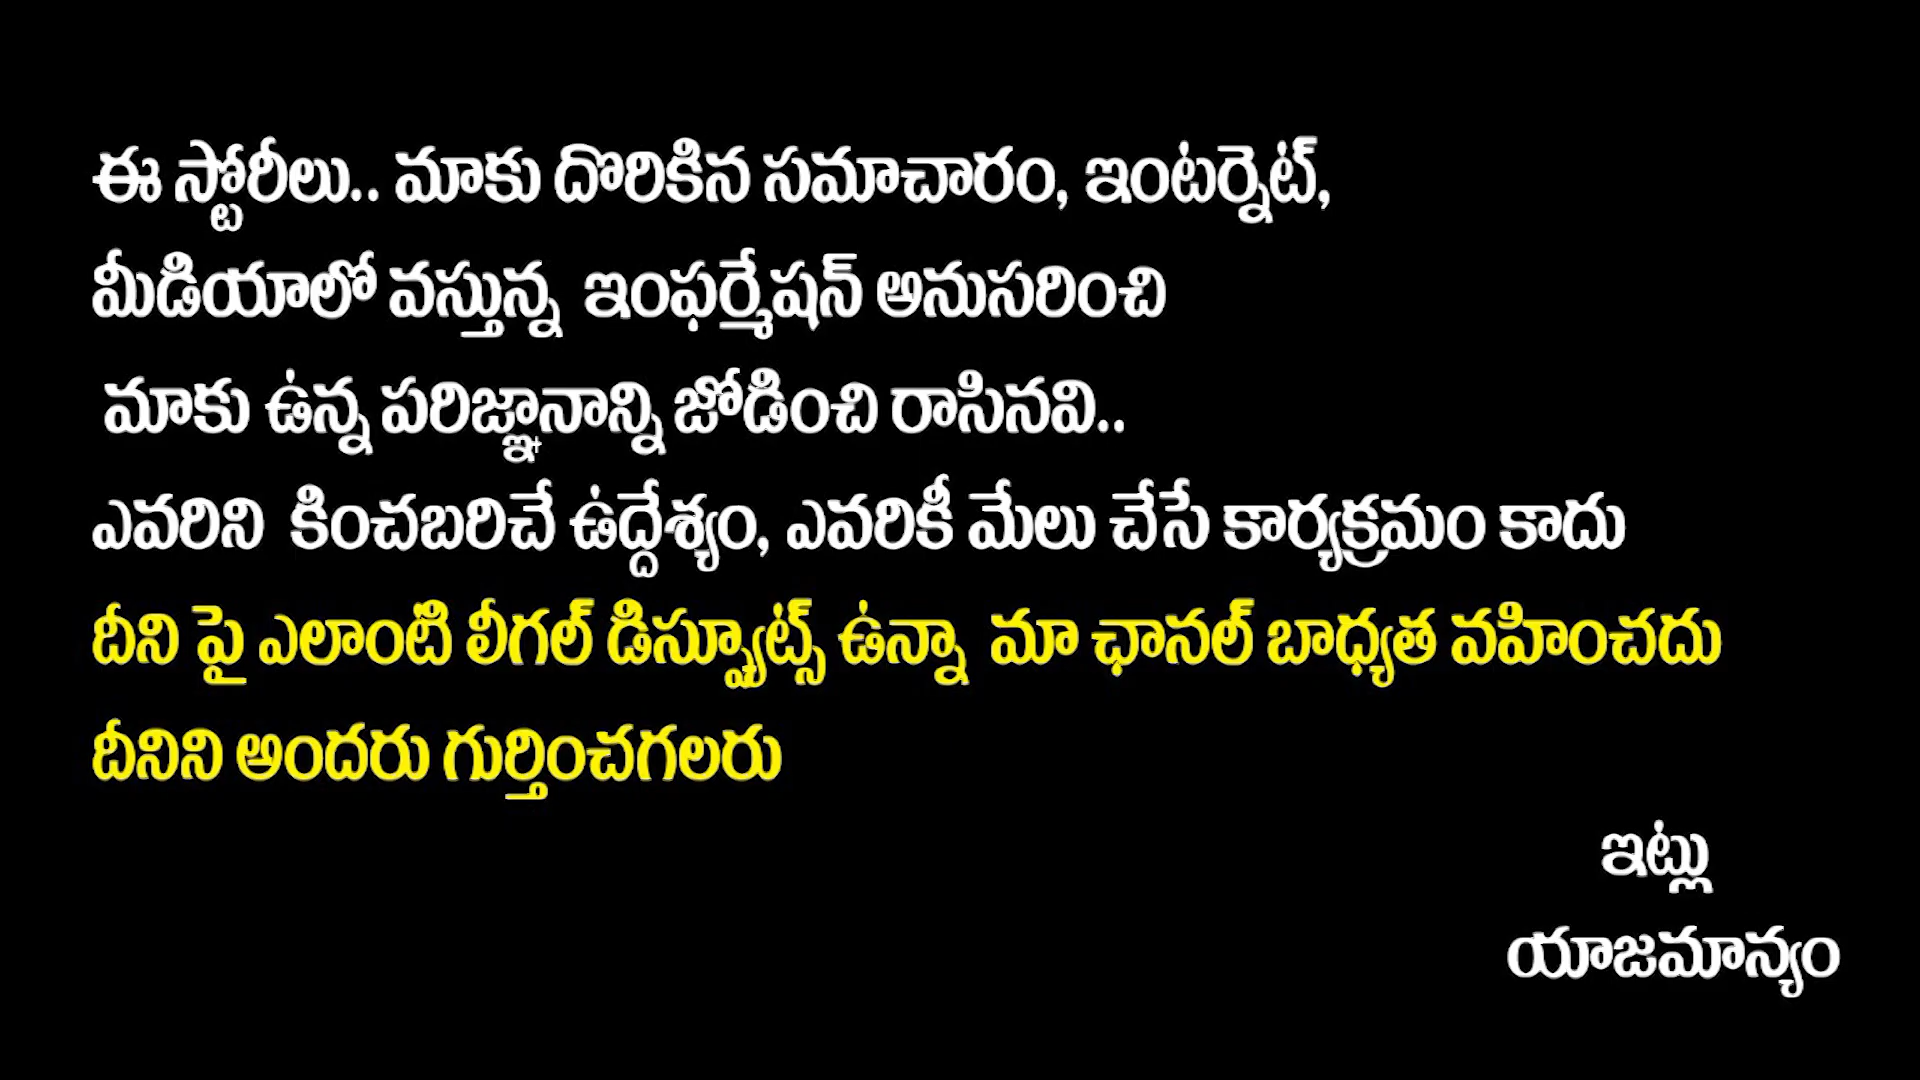 ఈ స్టోరీలు.. మాకు దొరికిన సమాచారం, ఇంటర్నెట్,
మీడియాలో వస్తున్న ఇంఫర్మేషన్ అనుసరించి
మాకు ఉన్న పరిజ్ఞానాన్ని జోడించి రాసినవి..
ఎవరిని కించబరిచే ఉద్దేశ్యం, ఎవరికీ మేలు చేసే కార్యక్రమం కాదు
దీని పై ఎలాంటి లీగల్ డిస్ప్యూట్స్ ఉన్నా మా ఛానల్ బాధ్యత వహించదు
దీనిని అందరు గుర్తించగలరు
ఇట్లు
యాజమాన్యం